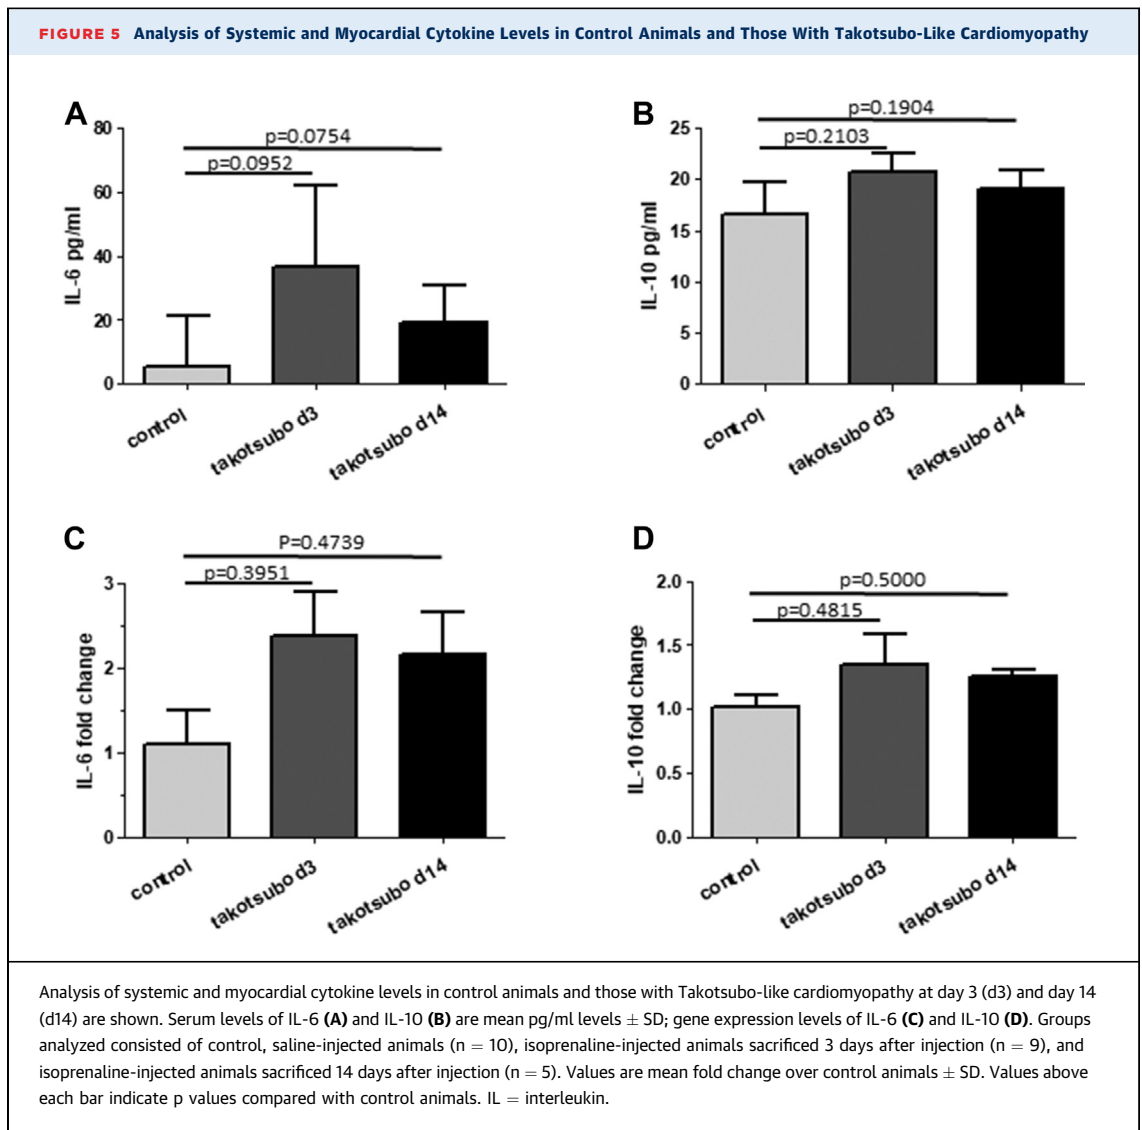 FIGURE 5 Analysis of Systemic and Myocardial Cytokine Levels in Control Animals and Those With Takotsubo-Like Cardiomyopathy
A
80
60
40
20
0
IL-6 pg/ml
p=0.0754
p=0.0952
control
takotsubo d3
takotsubo d14
B
25
20
15
10
5
0
IL-10 pg/ml
p=0.1904
p=0.2103
control
takotsubo d3
takotsubo d14
C
3
2
1
0
IL-6 fold change
P=0.4739
p=0.3951
control
takotsubo d3
takotsubo d14
D
2.0
1.5
1.0
0.5
0.0
IL-10 fold change
p=0.5000
p=0.4815
control
takotsubo d3
takotsubo d14
Analysis of systemic and myocardial cytokine levels in control animals and those with Takotsubo-like cardiomyopathy at day 3 (d3) and day 14
(d14) are shown. Serum levels of IL-6 (A) and IL-10 (B) are mean pg/ml levels ± SD; gene expression levels of IL-6 (C) and IL-10 (D). Groups
analyzed consisted of control, saline-injected animals (n = 10), isoprenaline-injected animals sacrificed 3 days after injection (n = 9), and
isoprenaline-injected animals sacrificed 14 days after injection (n = 5). Values are mean fold change over control animals ± SD. Values above
each bar indicate p values compared with control animals. IL = interleukin.